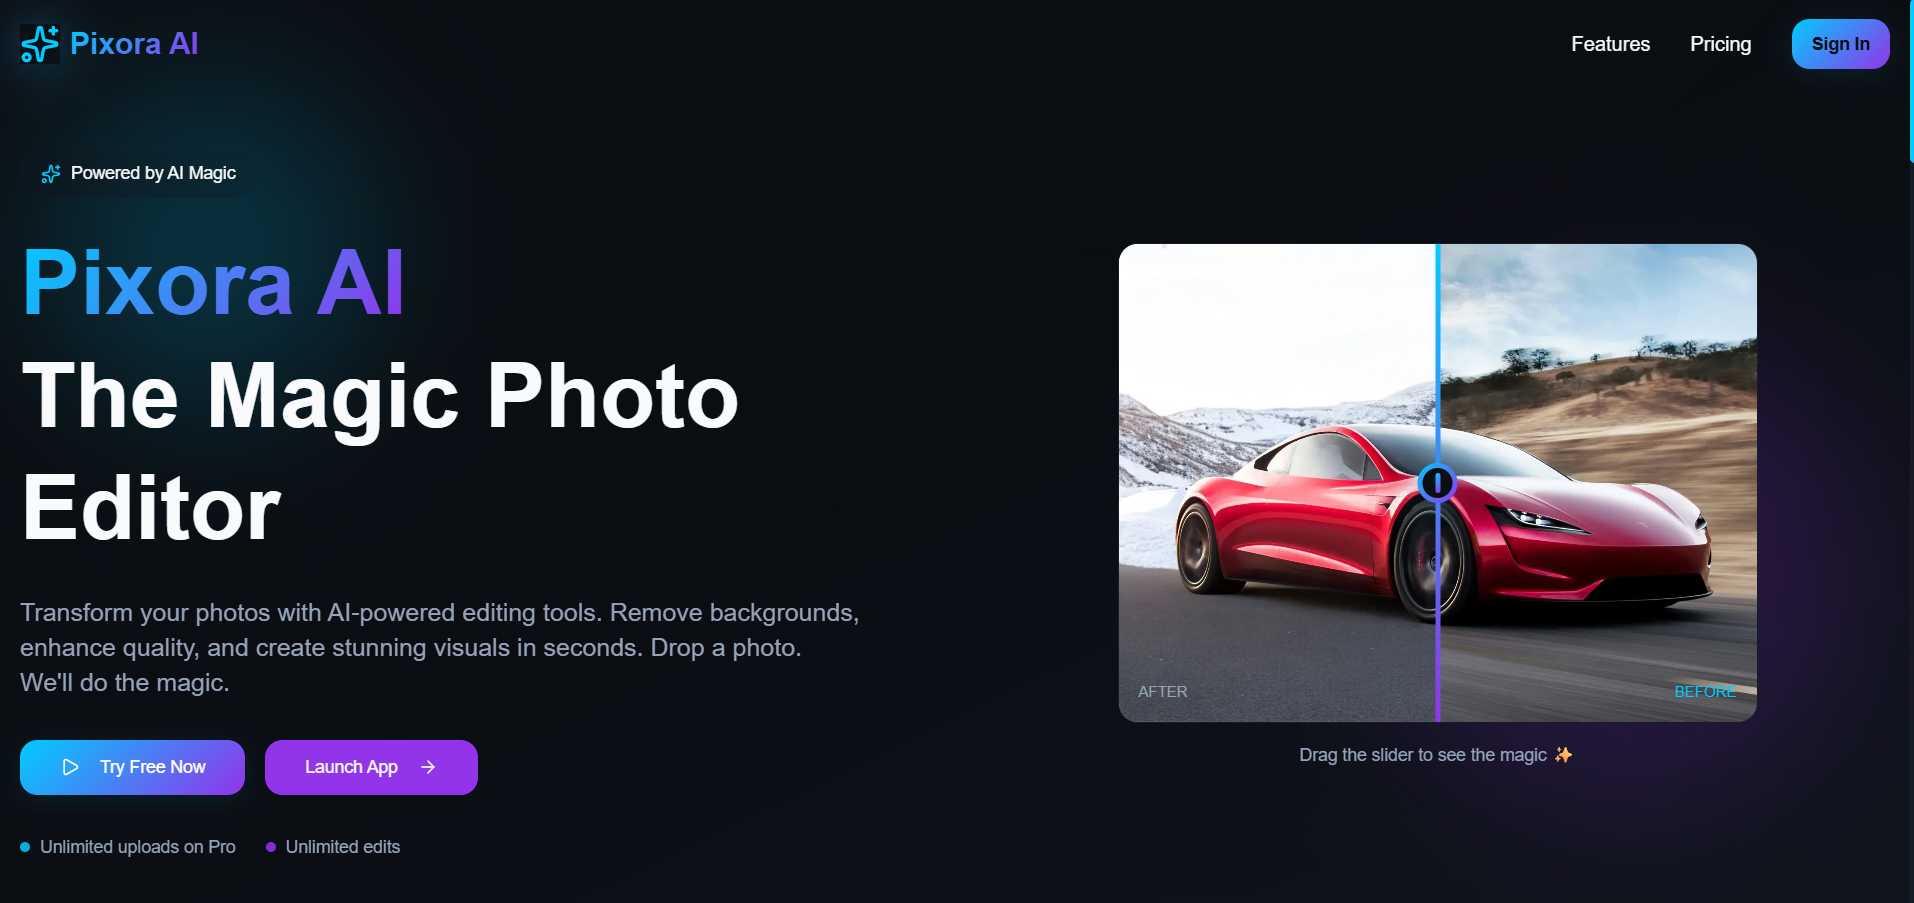 Pixora AI
Features
Pricing
Sign In
Powered by AI Magic
Pixora AI
The Magic Photo
Editor
Transform your photos with AI-powered editing tools. Remove backgrounds,
enhance quality, and create stunning visuals in seconds. Drop a photo.
We'll do the magic.
Try Free Now
Launch App
Unlimited uploads on Pro
Unlimited edits
AFTER
BEFORE
Drag the slider to see the magic ✨